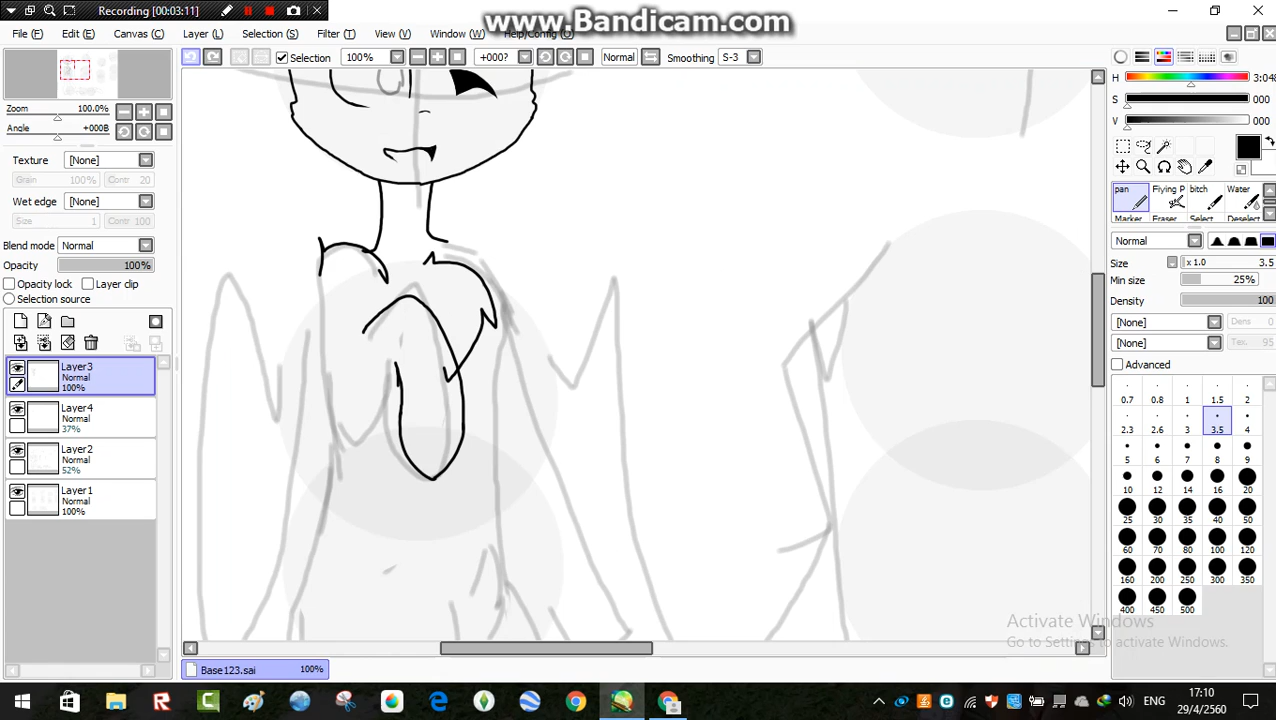 Recording [00:03:11]
www.Bandicam.com
File (F) Edit (E) Canvas (C) Layer (L) Selection (S) Filter (T) View (V) Window (W) Help/Config (O)
Selection 100% +000? Normal Smoothing S-3
Zoom 100.0%
Angle +000B
Texture [None]
Grain 100% Contr 20
Wet edge [None]
Size 1 Contr 100
Blend mode Normal
Opacity 100%
Opacity lock Layer clip
Selection source
Layer3
Normal
100%
Layer4
Normal
37%
Layer2
Normal
52%
Layer1
Normal
100%
H 3:04
S 000
V 000
pan Flying P bitch Water
Marker Eraser Select Deselect
Normal
Size x 1.0 3.5
Min size 25%
Density 100
[None] Dens 0
[None] Tex. 95
Advanced
0.7 0.8 1 1.5 2
2.3 2.6 3 3.5 4
5 6 7 8 9
10 12 14 16 20
25 30 35 40 50
60 70 80 100 120
160 200 250 300 350
400 450 500
Activate Windows
Go to Settings to activate Windows.
Base123.sai 100%
ENG
17:10
29/4/2560